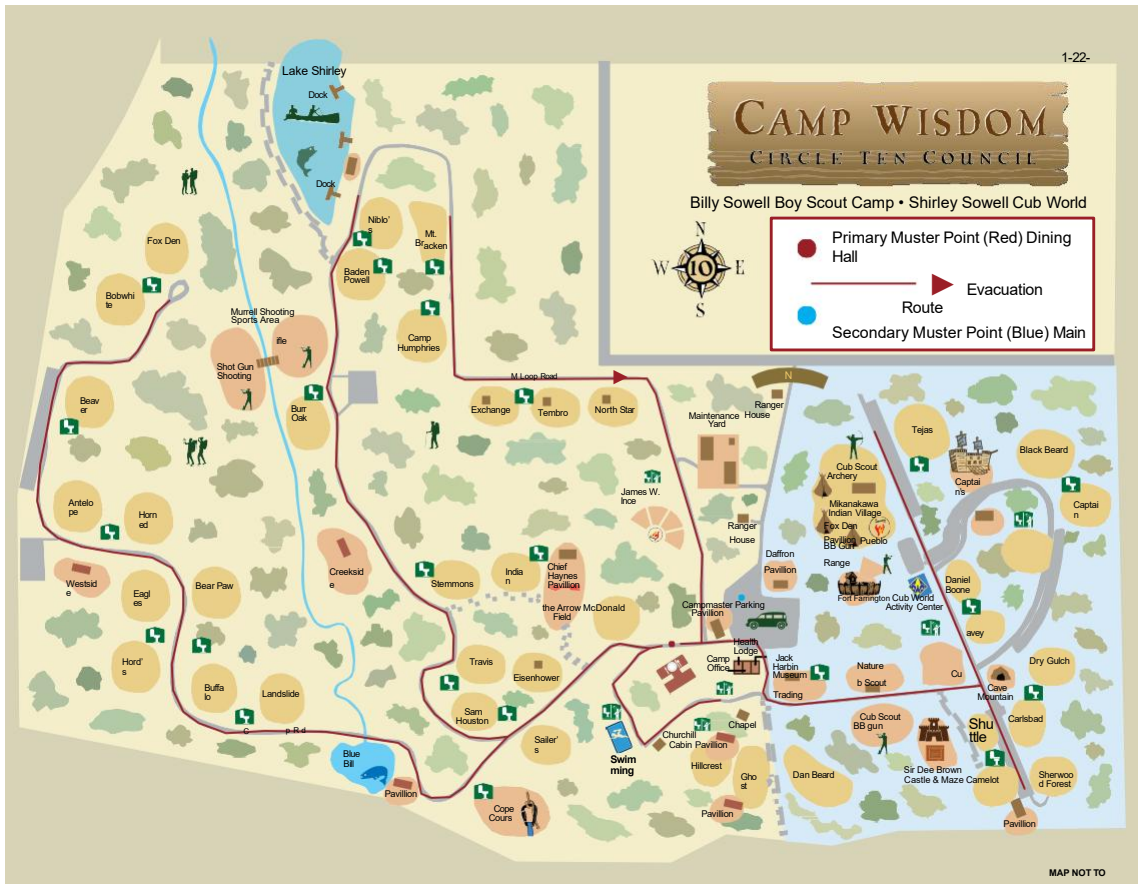 1-22-
CAMP WISDOM
CIRCLE TEN COUNCIL
Billy Sowell Boy Scout Camp • Shirley Sowell Cub World
N
W 10 E
S
Primary Muster Point (Red) Dining
Hall
Evacuation
Route
Secondary Muster Point (Blue) Main
Lake Shirley
Dock
Dock
Niblo'
s
Mt.
Br acken
Fox Den
Baden
Powell
Bobwhi
te
Murrell Shooting
Sports Area
ifle
Camp
Humphries
Shot Gun
Shooting
M Loop Road
N
Beav
er
Burr
Oak
Exchange
Tembro
North Star
Ranger
House
Maintenance
Yard
Tejas
Black Beard
Cub Scout
Archery
Captai
n's
Captai
n
Antelo
pe
Horn
ed
James W.
Ince
Mikanakawa
Indian Village
Fox Den
Pavilion
Pueblo
BB Gun
Range
Ranger
House
Daffron
Pavilion
Westsid
e
Eagl
es
Bear Paw
Creeksid
e
Stemmons
India
n
Chief
Haynes
Pavillion
Fort Farrington
Cub World
Activity Center
Daniel
Boone
the Arrow McDonald
Field
Campmaster Parking
Pavillion
avey
Hord'
s
Health
Lodge
Camp
Office
Jack
Harbin
Museum
Trading
Nature
b Scout
Cu
Cave
Mountain
Dry Gulch
Travis
Eisenhower
Buffa
lo
Landslide
Sam
Houston
C
p R d
Sailer'
s
Swim
ming
Chapel
Churchill
Cabin Pavillion
Hillcrest
Gho
st
Cub Scout
BB gun
Shu
ttle
Carlsbad
Blue
Bill
Pavillion
Dan Beard
Sir Dee Brown
Castle & Maze
Camelot
Sherwoo
d Forest
Cope
Cours
Pavillion
Pavillion
MAP NOT TO